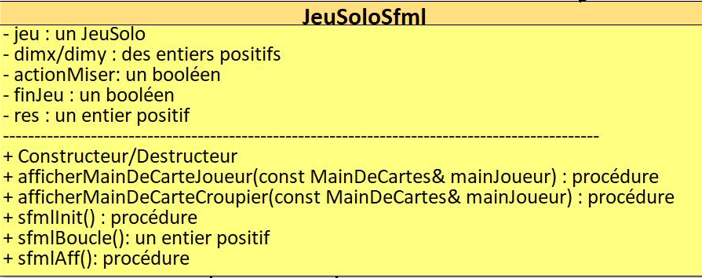 JeuSoloSfml
- jeu : un JeuSolo
- dimx/dimy : des entiers positifs
- actionMiser: un booléen
- finJeu : un booléen
- res : un entier positif
-----------------------------------------------------------------------------------------------
+ Constructeur/Destructeur
+ afficherMainDeCarteJoueur(const MainDeCartes& mainJoueur) : procédure
+ afficherMainDeCarteCroupier(const MainDeCartes& mainJoueur) : procédure
+ sfmlInit() : procédure
+ sfmlBoucle(): un entier positif
+ sfmlAff(): procédure